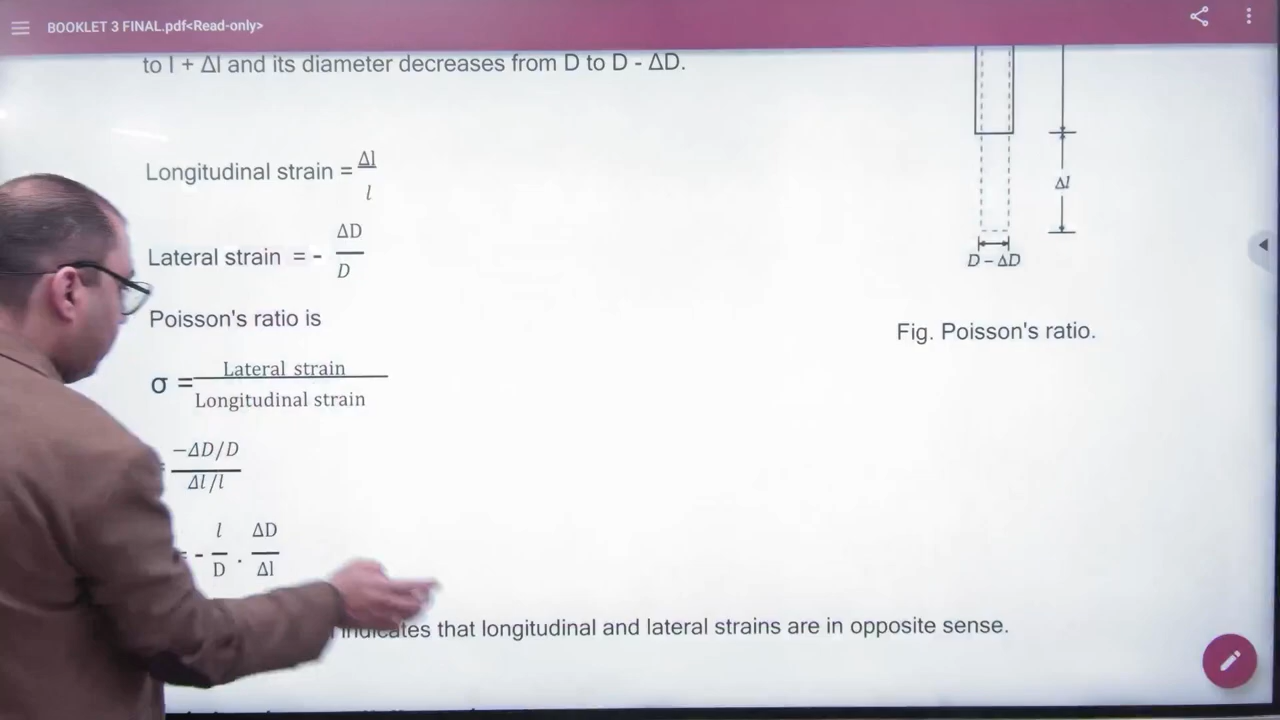 BOOKLET 3 FINAL.pdf<Read-only>
to l + Δl and its diameter decreases from D to D - ΔD.
Longitudinal strain = Δl / l
Lateral strain = - ΔD / D
Poisson's ratio is
σ = Lateral strain / Longitudinal strain
−ΔD/D / Δl/l
= - l / D . ΔD / Δl
indicates that longitudinal and lateral strains are in opposite sense.
Δl
D − ΔD
Fig. Poisson's ratio.